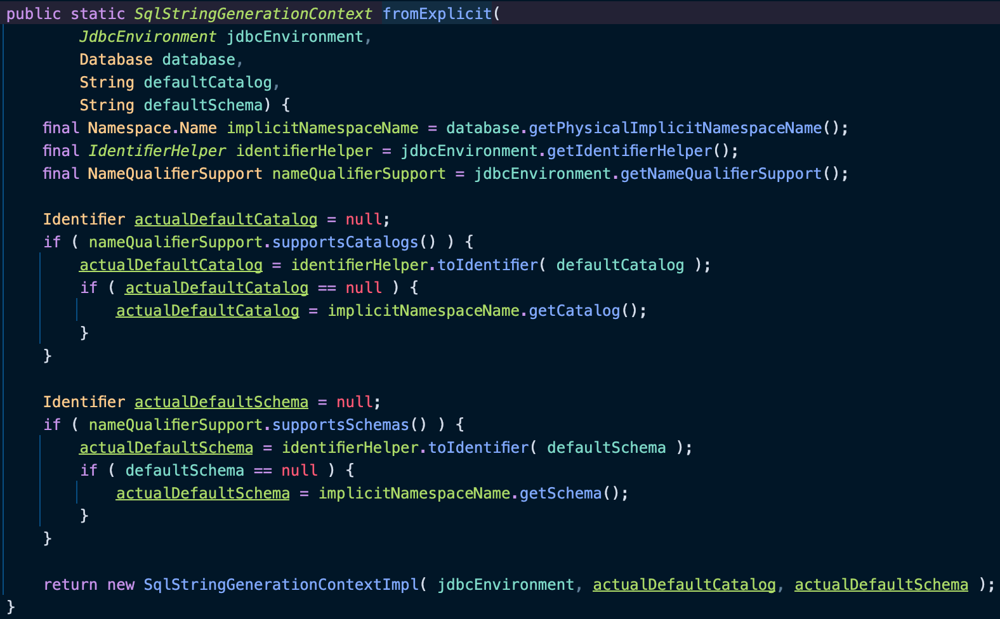 public static SqlStringGenerationContext fromExplicit(
        JdbcEnvironment jdbcEnvironment,
        Database database,
        String defaultCatalog,
        String defaultSchema) {
    final Namespace.Name implicitNamespaceName = database.getPhysicalImplicitNamespaceName();
    final IdentifierHelper identifierHelper = jdbcEnvironment.getIdentifierHelper();
    final NameQualifierSupport nameQualifierSupport = jdbcEnvironment.getNameQualifierSupport();

    Identifier actualDefaultCatalog = null;
    if ( nameQualifierSupport.supportsCatalogs() ) {
        actualDefaultCatalog = identifierHelper.toIdentifier( defaultCatalog );
        if ( actualDefaultCatalog == null ) {
            actualDefaultCatalog = implicitNamespaceName.getCatalog();
        }
    }

    Identifier actualDefaultSchema = null;
    if ( nameQualifierSupport.supportsSchemas() ) {
        actualDefaultSchema = identifierHelper.toIdentifier( defaultSchema );
        if ( defaultSchema == null ) {
            actualDefaultSchema = implicitNamespaceName.getSchema();
        }
    }

    return new SqlStringGenerationContextImpl( jdbcEnvironment, actualDefaultCatalog, actualDefaultSchema );
}